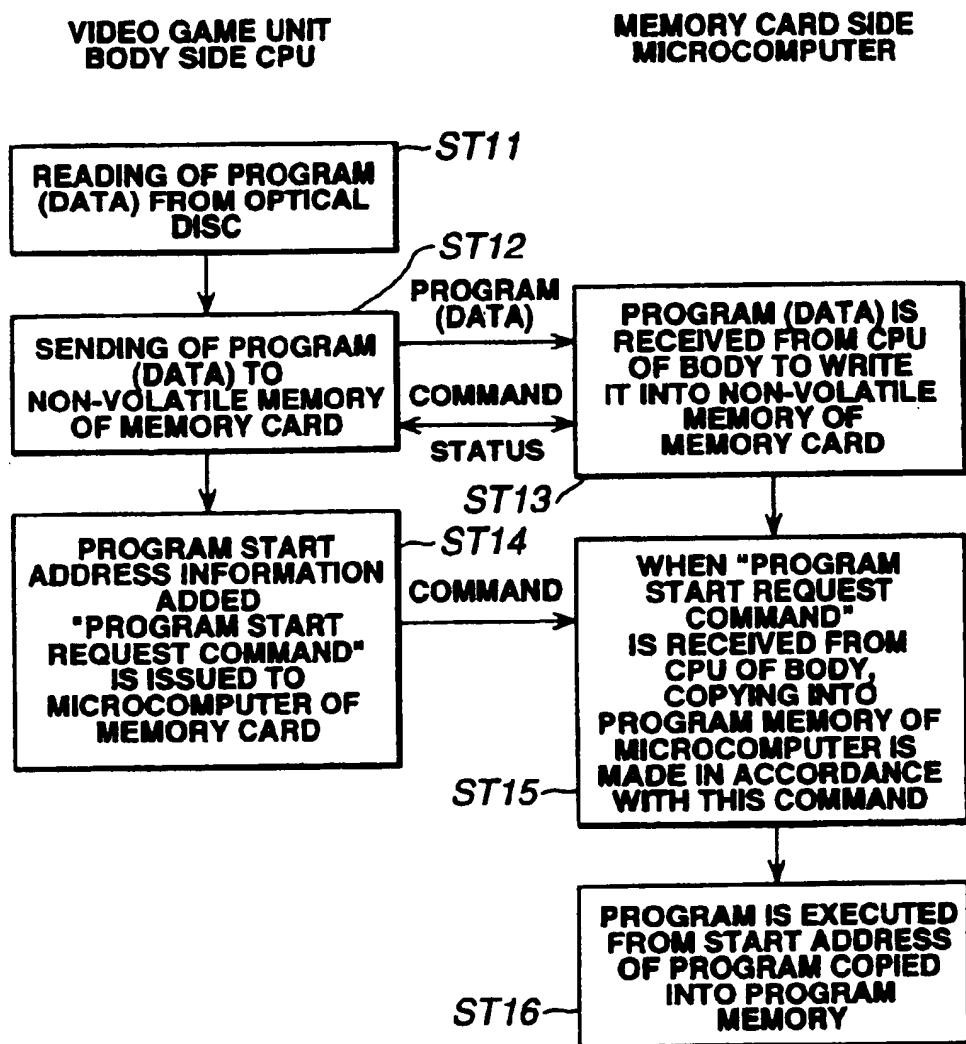 VIDEO GAME UNIT
BODY SIDE CPU
MEMORY CARD SIDE
MICROCOMPUTER
ST11
READING OF PROGRAM
(DATA) FROM OPTICAL
DISC
ST12
SENDING OF PROGRAM
(DATA) TO
NON-VOLATILE MEMORY
OF MEMORY CARD
PROGRAM
(DATA)
COMMAND
STATUS
PROGRAM (DATA) IS
RECEIVED FROM CPU
OF BODY TO WRITE
IT INTO NON-VOLATILE
MEMORY OF
MEMORY CARD
ST13
ST14
PROGRAM START
ADDRESS INFORMATION
ADDED
"PROGRAM START
REQUEST COMMAND"
IS ISSUED TO
MICROCOMPUTER OF
MEMORY CARD
COMMAND
WHEN "PROGRAM
START REQUEST
COMMAND"
IS RECEIVED FROM
CPU OF BODY,
COPYING INTO
PROGRAM MEMORY OF
MICROCOMPUTER IS
MADE IN ACCORDANCE
WITH THIS COMMAND
ST15
PROGRAM IS EXECUTED
FROM START ADDRESS
OF PROGRAM COPIED
INTO PROGRAM
MEMORY
ST16